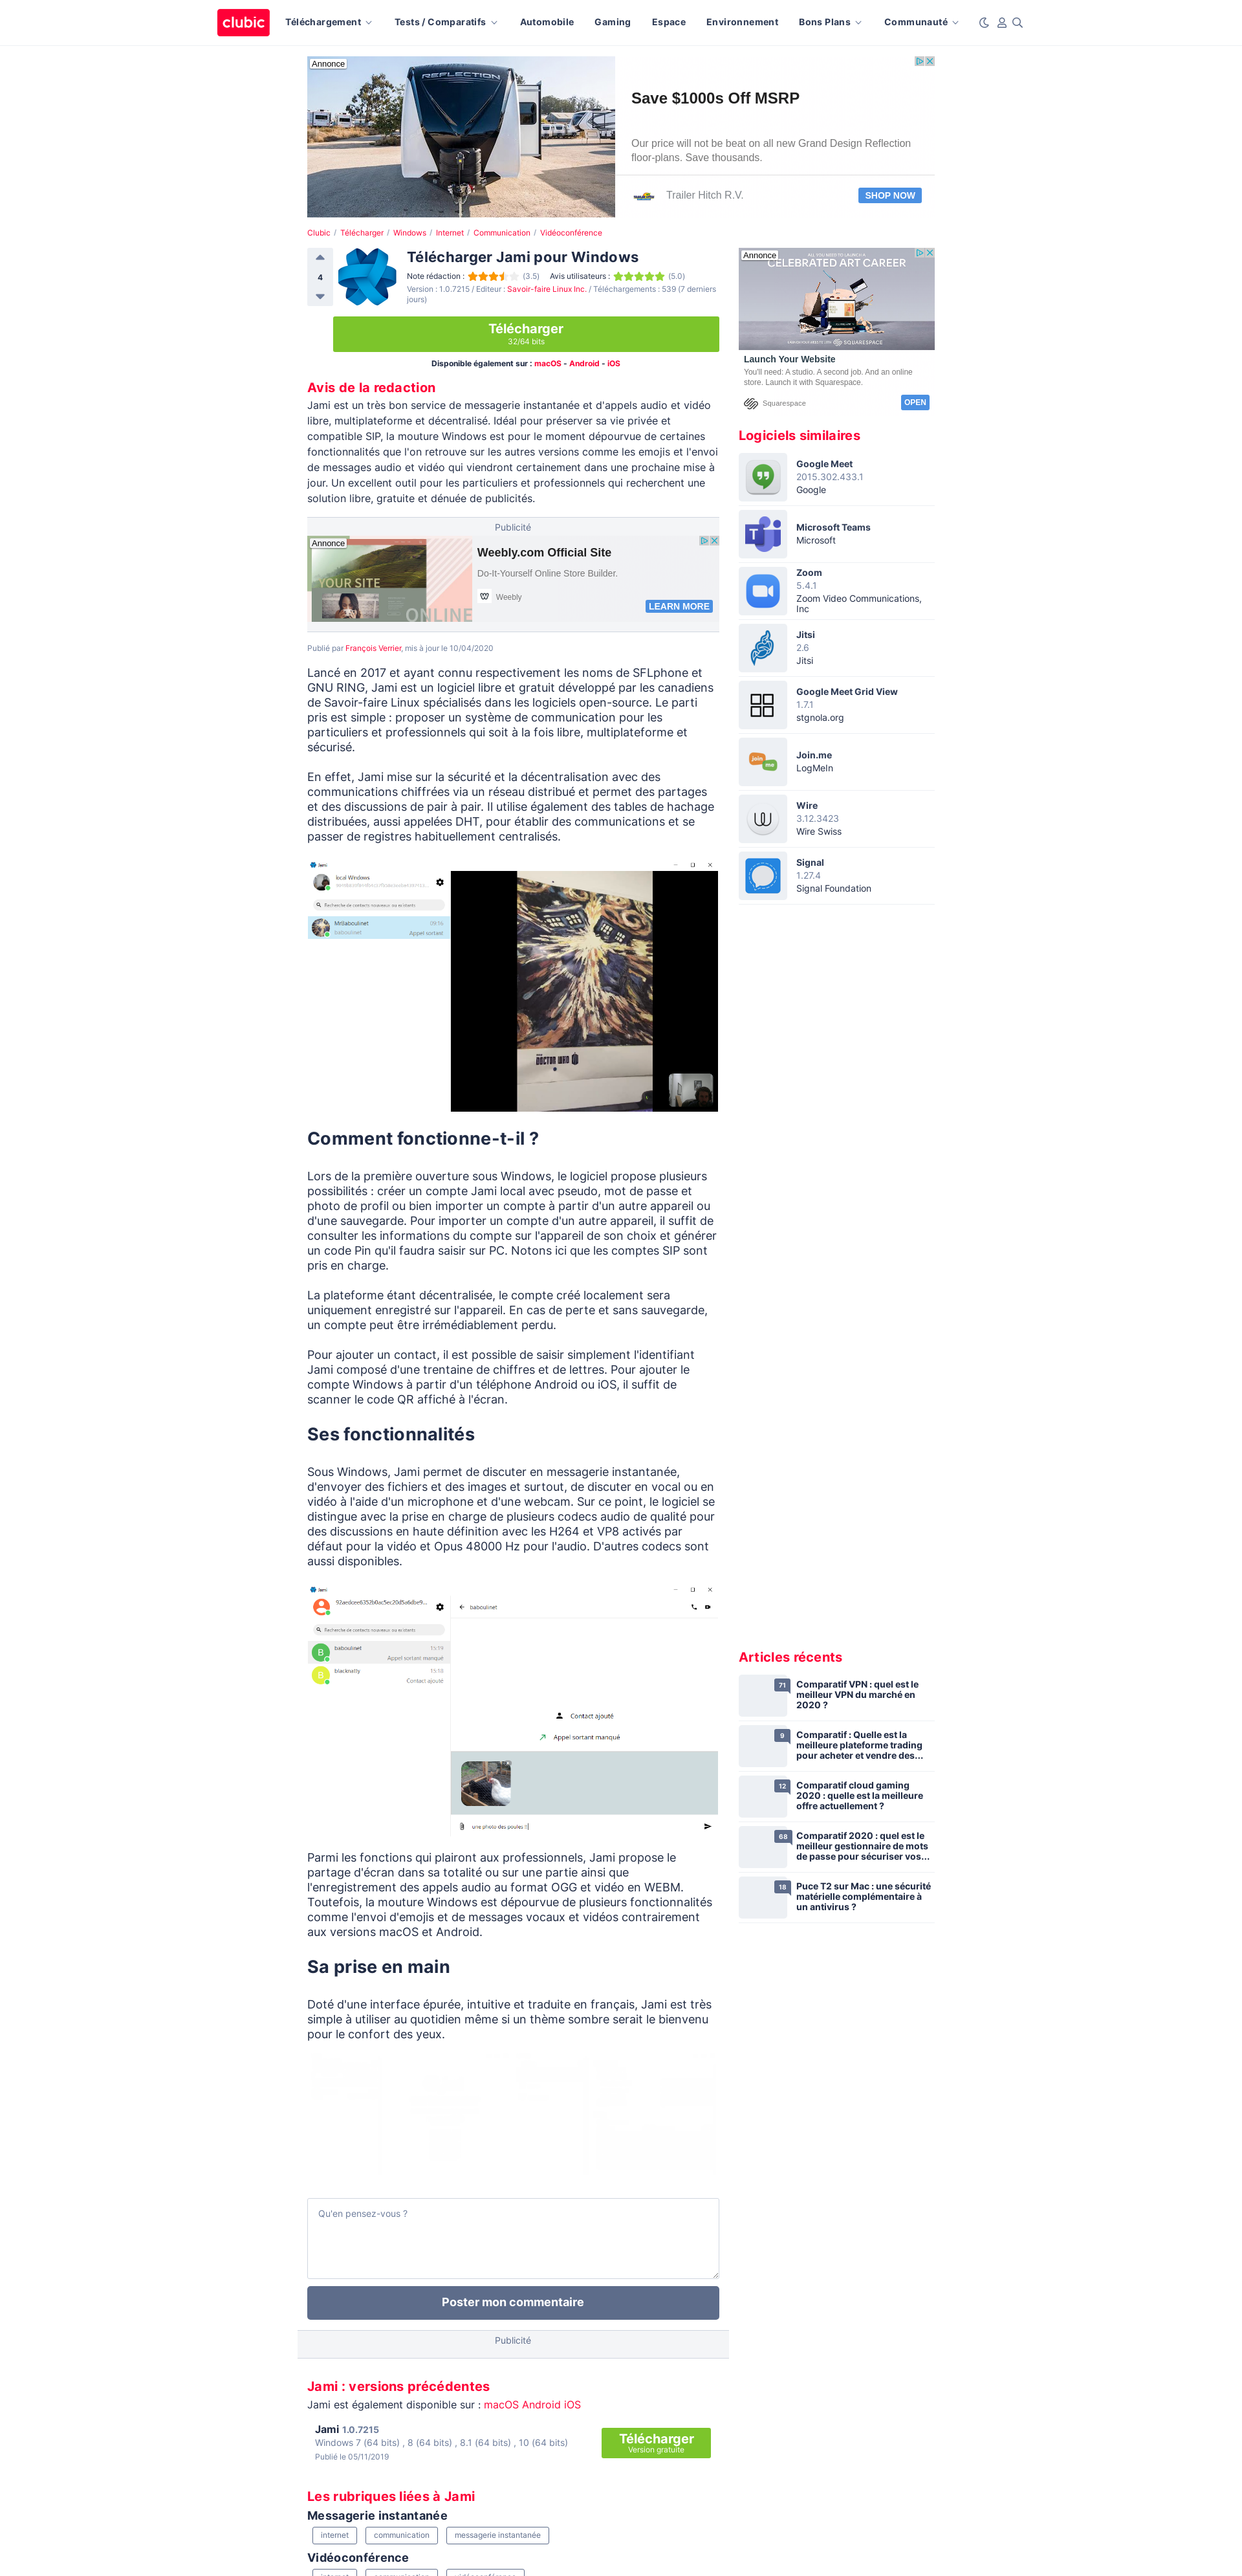 clubic
Téléchargement
Tests / Comparatifs
Automobile
Gaming
Espace
Environnement
Bons Plans
Communauté
Annonce
REFLECTION
Save $1000s Off MSRP
Our price will not be beat on all new Grand Design Reflection
floor-plans. Save thousands.
Trailer Hitch R.V.
SHOP NOW
Clubic / Télécharger / Windows / Internet / Communication / Vidéoconférence
4
Télécharger Jami pour Windows
Note rédaction : (3.5) Avis utilisateurs : (5.0)
Version : 1.0.7215 / Editeur : Savoir-faire Linux Inc. / Téléchargements : 539 (7 derniers
jours)
Télécharger
32/64 bits
Disponible également sur : macOS - Android - iOS
Avis de la redaction
Jami est un très bon service de messagerie instantanée et d'appels audio et vidéo
libre, multiplateforme et décentralisé. Idéal pour préserver sa vie privée et
compatible SIP, la mouture Windows est pour le moment dépourvue de certaines
fonctionnalités que l'on retrouve sur les autres versions comme les emojis et l'envoi
de messages audio et vidéo qui viendront certainement dans une prochaine mise à
jour. Un excellent outil pour les particuliers et professionnels qui recherchent une
solution libre, gratuite et dénuée de publicités.
Publicité
Annonce
YOUR SITE
ONLINE
Weebly.com Official Site
Do-It-Yourself Online Store Builder.
Weebly
LEARN MORE
Publié par François Verrier, mis à jour le 10/04/2020
Lancé en 2017 et ayant connu respectivement les noms de SFLphone et
GNU RING, Jami est un logiciel libre et gratuit développé par les canadiens
de Savoir-faire Linux spécialisés dans les logiciels open-source. Le parti
pris est simple : proposer un système de communication pour les
particuliers et professionnels qui soit à la fois libre, multiplateforme et
sécurisé.
En effet, Jami mise sur la sécurité et la décentralisation avec des
communications chiffrées via un réseau distribué et permet des partages
et des discussions de pair à pair. Il utilise également des tables de hachage
distribuées, aussi appelées DHT, pour établir des communications et se
passer de registres habituellement centralisés.
Jami
local Windows
Recherche de contacts nouveaux ou existants
Millaboulinet 09:16
baboulinet Appel sortant
DOCTOR WHO
Comment fonctionne-t-il ?
Lors de la première ouverture sous Windows, le logiciel propose plusieurs
possibilités : créer un compte Jami local avec pseudo, mot de passe et
photo de profil ou bien importer un compte à partir d'un autre appareil ou
d'une sauvegarde. Pour importer un compte d'un autre appareil, il suffit de
consulter les informations du compte sur l'appareil de son choix et générer
un code Pin qu'il faudra saisir sur PC. Notons ici que les comptes SIP sont
pris en charge.
La plateforme étant décentralisée, le compte créé localement sera
uniquement enregistré sur l'appareil. En cas de perte et sans sauvegarde,
un compte peut être irrémédiablement perdu.
Pour ajouter un contact, il est possible de saisir simplement l'identifiant
Jami composé d'une trentaine de chiffres et de lettres. Pour ajouter le
compte Windows à partir d'un téléphone Android ou iOS, il suffit de
scanner le code QR affiché à l'écran.
Ses fonctionnalités
Sous Windows, Jami permet de discuter en messagerie instantanée,
d'envoyer des fichiers et des images et surtout, de discuter en vocal ou en
vidéo à l'aide d'un microphone et d'une webcam. Sur ce point, le logiciel se
distingue avec la prise en charge de plusieurs codecs audio de qualité pour
des discussions en haute définition avec les H264 et VP8 activés par
défaut pour la vidéo et Opus 48000 Hz pour l'audio. D'autres codecs sont
aussi disponibles.
Jami
92aedcee6352b0ac5ec20d5a6dbe9...
Recherche de contacts nouveaux ou existants
B
baboulinet 15:19
Appel sortant manqué
B
blacknally 15:18
Contact ajouté
baboulinet
Contact ajouté
Appel sortant manqué
une photo des poules !!
Parmi les fonctions qui plairont aux professionnels, Jami propose le
partage d'écran dans sa totalité ou sur une partie ainsi que
l'enregistrement des appels audio au format OGG et vidéo en WEBM.
Toutefois, la mouture Windows est dépourvue de plusieurs fonctionnalités
comme l'envoi d'emojis et de messages vocaux et vidéos contrairement
aux versions macOS et Android.
Sa prise en main
Doté d'une interface épurée, intuitive et traduite en français, Jami est très
simple à utiliser au quotidien même si un thème sombre serait le bienvenu
pour le confort des yeux.
Qu'en pensez-vous ?
Poster mon commentaire
Publicité
Jami : versions précédentes
Jami est également disponible sur : macOS Android iOS
Jami 1.0.7215
Windows 7 (64 bits) , 8 (64 bits) , 8.1 (64 bits) , 10 (64 bits)
Publié le 05/11/2019
Télécharger
Version gratuite
Les rubriques liées à Jami
Messagerie instantanée
internet
communication
messagerie instantanée
Vidéoconférence
Annonce
CELEBRATED ART CAREER
SQUARESPACE
Launch Your Website
You'll need: A studio. A second job. And an online
store. Launch it with Squarespace.
Squarespace
OPEN
Logiciels similaires
Google Meet
2015.302.433.1
Google
Microsoft Teams
Microsoft
Zoom
5.4.1
Zoom Video Communications,
Inc
Jitsi
2.6
Jitsi
Google Meet Grid View
1.7.1
stgnola.org
join
me
Join.me
LogMeIn
Wire
3.12.3423
Wire Swiss
Signal
1.27.4
Signal Foundation
Articles récents
71
Comparatif VPN : quel est le
meilleur VPN du marché en
2020 ?
9
Comparatif : Quelle est la
meilleure plateforme trading
pour acheter et vendre des...
12
Comparatif cloud gaming
2020 : quelle est la meilleure
offre actuellement ?
68
Comparatif 2020 : quel est le
meilleur gestionnaire de mots
de passe pour sécuriser vos...
18
Puce T2 sur Mac : une sécurité
matérielle complémentaire à
un antivirus ?